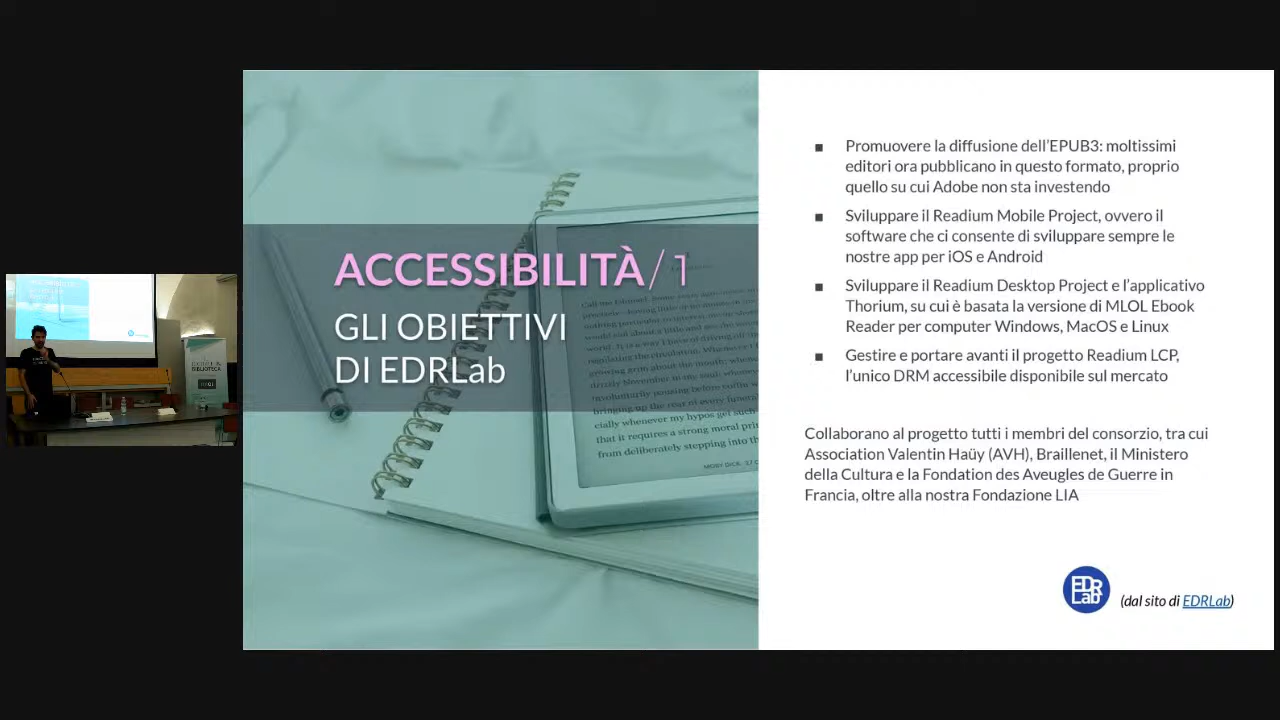 ACCESSIBILITÀ/1
GLI OBIETTIVI
DI EDRLab
MOBY DICK
▪ Promuovere la diffusione dell'EPUB3: moltissimi
editori ora pubblicano in questo formato, proprio
quello su cui Adobe non sta investendo
▪ Sviluppare il Readium Mobile Project, ovvero il
software che ci consente di sviluppare sempre le
nostre app per iOS e Android
▪ Sviluppare il Readium Desktop Project e l'applicativo
Thorium, su cui è basata la versione di MLOL Ebook
Reader per computer Windows, MacOS e Linux
▪ Gestire e portare avanti il progetto Readium LCP,
l'unico DRM accessibile disponibile sul mercato
Collaborano al progetto tutti i membri del consorzio, tra cui
Association Valentin Haüy (AVH), Braillenet, il Ministero
della Cultura e la Fondation des Aveugles de Guerre in
Francia, oltre alla nostra Fondazione LIA
EDR
Lab
(dal sito di EDRLab)